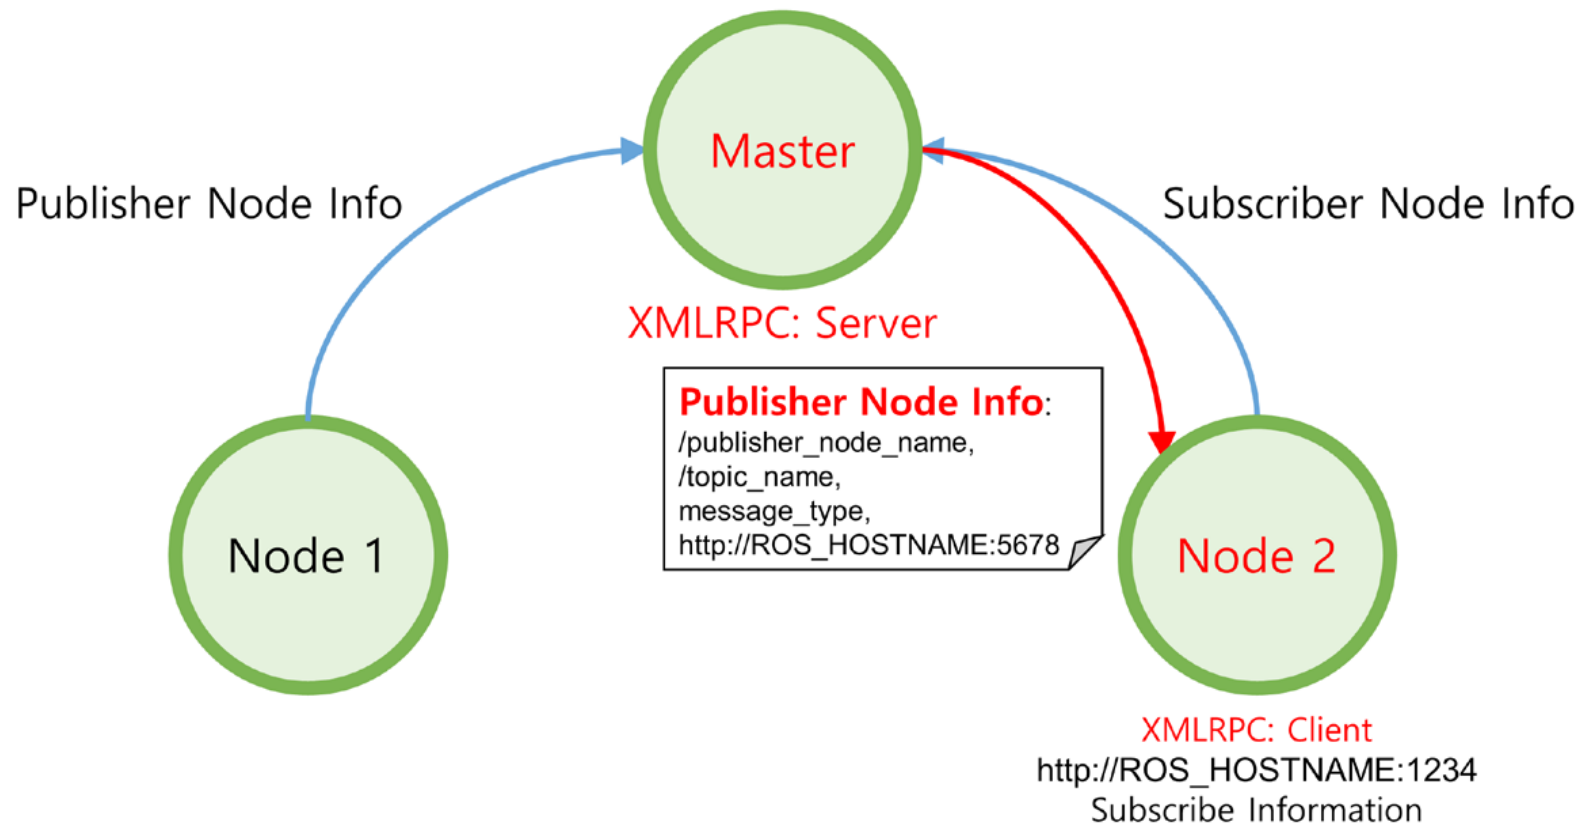 Master
Publisher Node Info
Subscriber Node Info
XMLRPC: Server
Publisher Node Info:
/publisher_node_name,
/topic_name,
message_type,
http://ROS_HOSTNAME:5678
Node 1
Node 2
XMLRPC: Client
http://ROS_HOSTNAME:1234
Subscribe Information